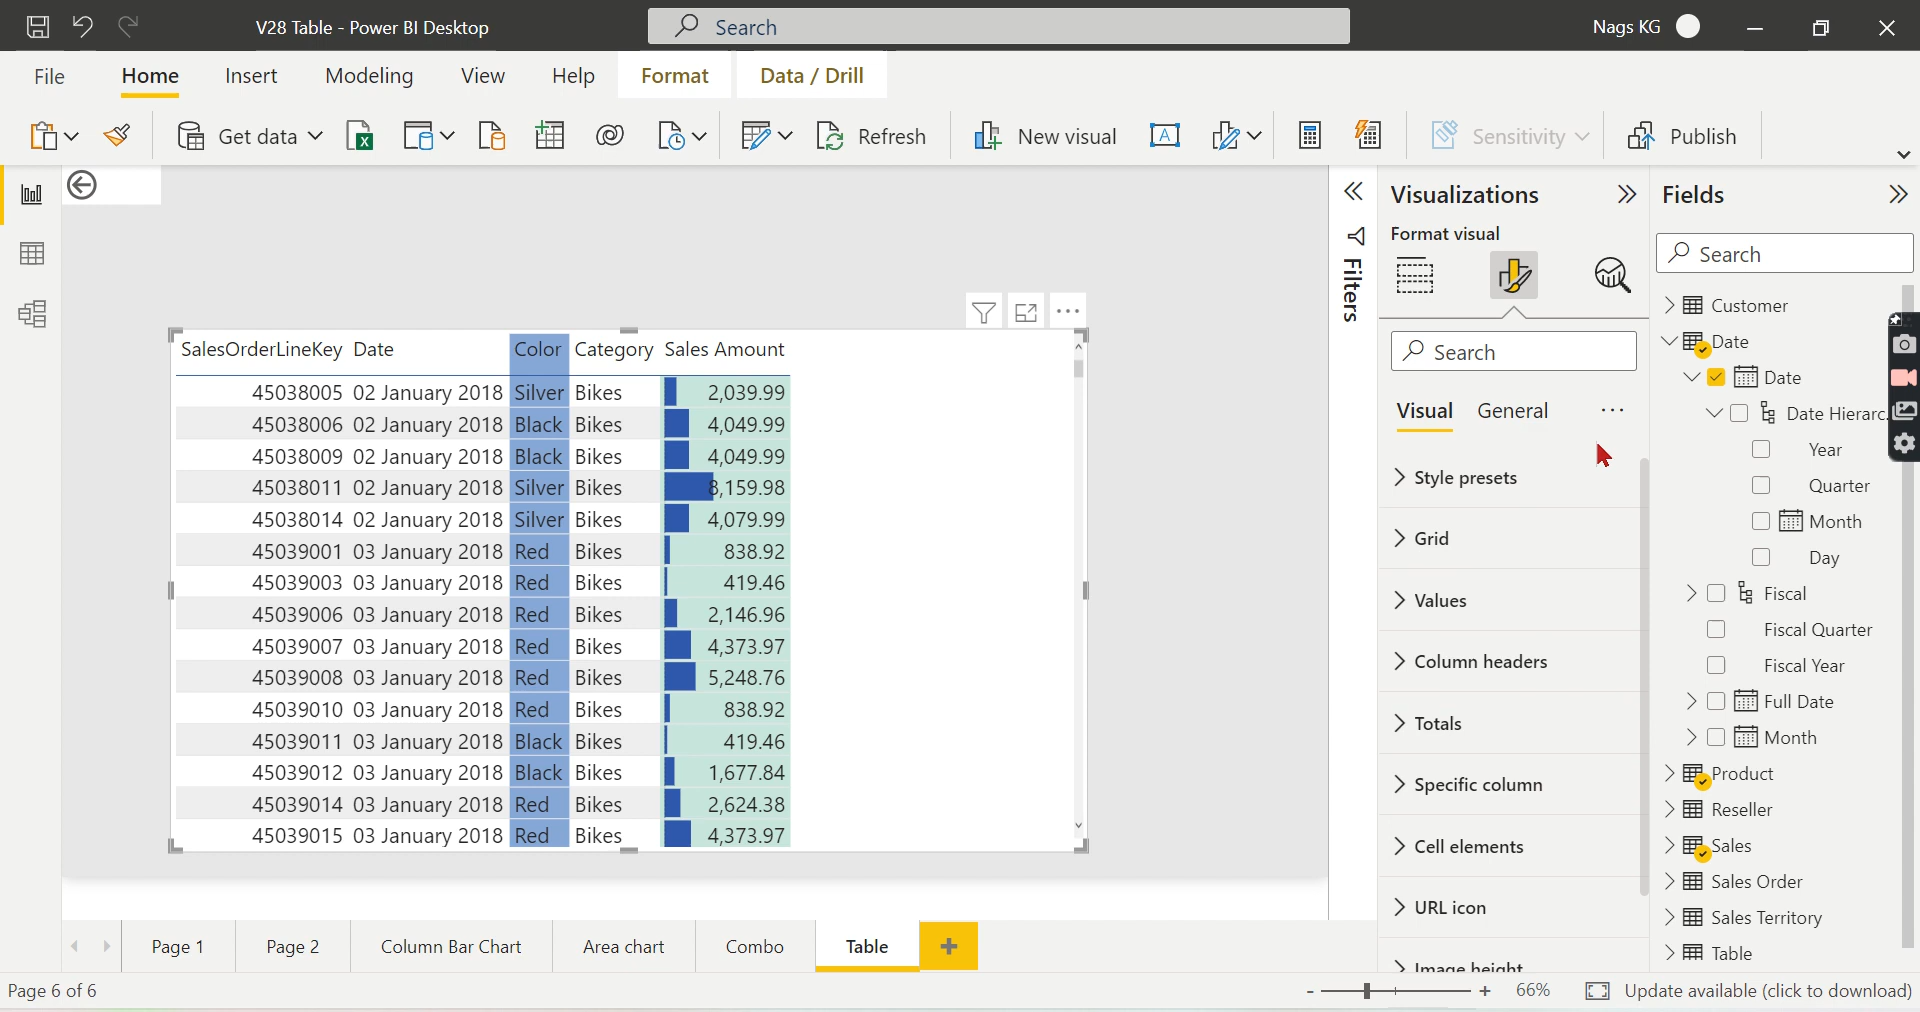 V28 Table - Power BI Desktop
Search
Nags KG
File Home Insert Modeling View Help Format Data / Drill
Get data Refresh New visual A Sensitivity Publish
SalesOrderLineKey Date Color Category Sales Amount
45038005 02 January 2018 Silver Bikes 2,039.99
45038006 02 January 2018 Black Bikes 4,049.99
45038009 02 January 2018 Black Bikes 4,049.99
45038011 02 January 2018 Silver Bikes 8,159.98
45038014 02 January 2018 Silver Bikes 4,079.99
45039001 03 January 2018 Red Bikes 838.92
45039003 03 January 2018 Red Bikes 419.46
45039006 03 January 2018 Red Bikes 2,146.96
45039007 03 January 2018 Red Bikes 4,373.97
45039008 03 January 2018 Red Bikes 5,248.76
45039010 03 January 2018 Red Bikes 838.92
45039011 03 January 2018 Black Bikes 419.46
45039012 03 January 2018 Black Bikes 1,677.84
45039014 03 January 2018 Red Bikes 2,624.38
45039015 03 January 2018 Red Bikes 4,373.97
Filters
Visualizations
Format visual
Search
Visual General
Style presets
Grid
Values
Column headers
Totals
Specific column
Cell elements
URL icon
Image height
Fields
Search
Customer
Date
Date
Date Hierarc...
Year
Quarter
Month
Day
Fiscal
Fiscal Quarter
Fiscal Year
Full Date
Month
Product
Reseller
Sales
Sales Order
Sales Territory
Table
Page 1 Page 2 Column Bar Chart Area chart Combo Table
Page 6 of 6
- + 66%
Update available (click to download)